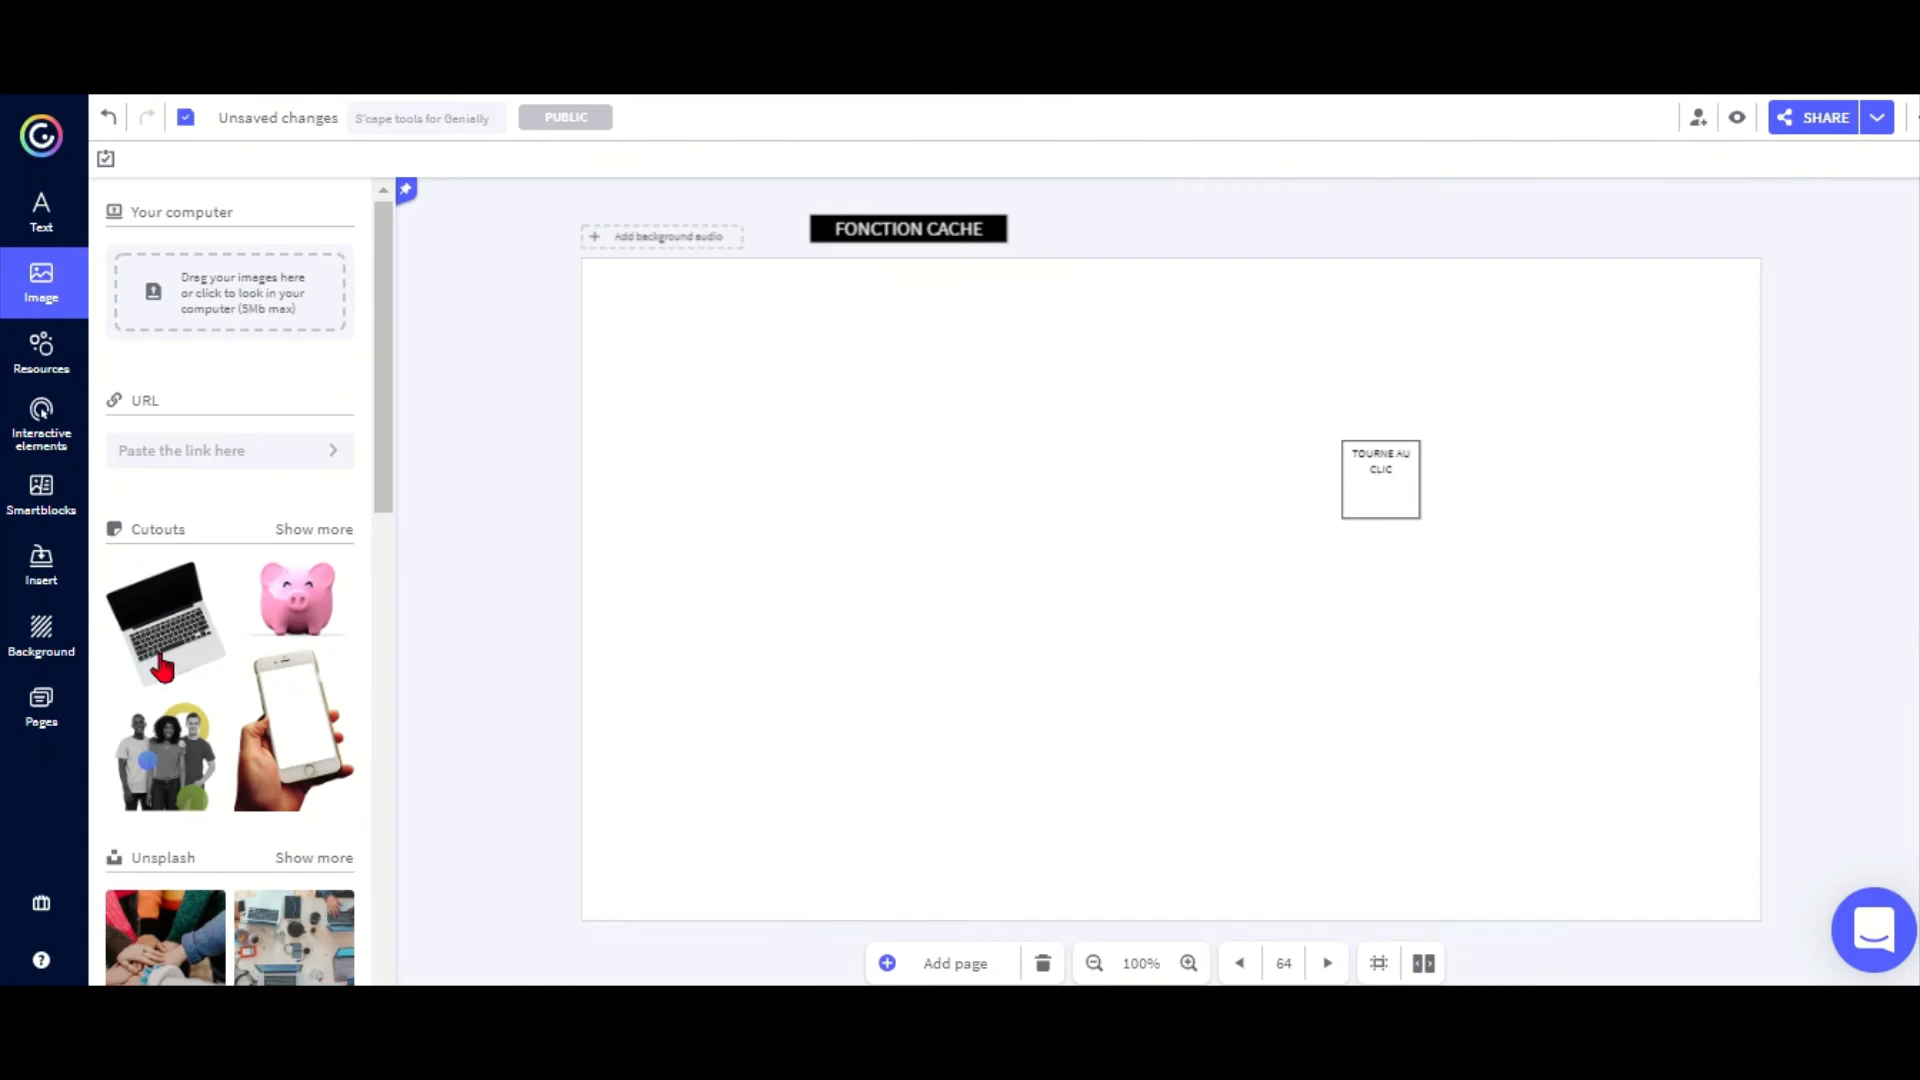 Unsaved changes
S'cape tools for Genially
PUBLIC
SHARE
Text
Image
Resources
Interactive
elements
Smartblocks
Insert
Background
Pages
Your computer
Drag your images here
or click to look in your
computer (5Mb max)
URL
Paste the link here
Cutouts
Show more
Unsplash
Show more
Add background audio
FONCTION CACHE
TOURNE AU
CLIC
Add page
100%
64